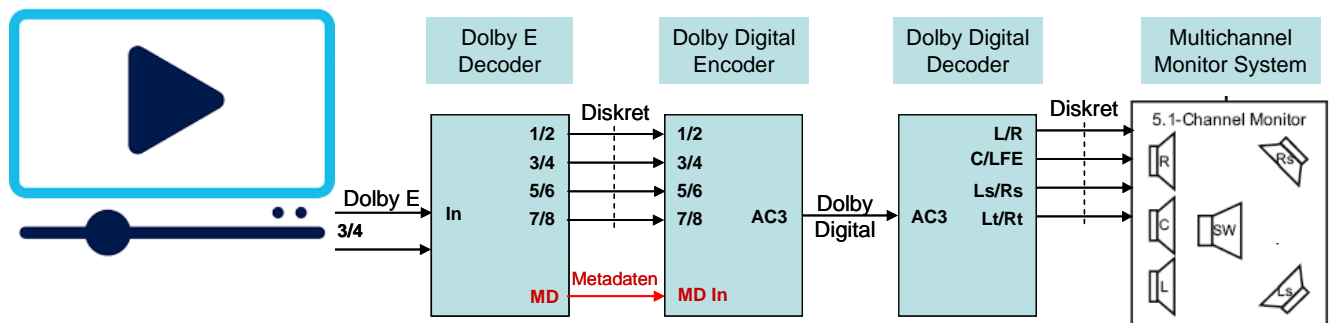 Dolby E
Decoder
Dolby Digital
Encoder
Dolby Digital
Decoder
Multichannel
Monitor System
Dolby E
3/4
In
1/2
3/4
5/6
7/8
MD
Diskret
Metadaten
1/2
3/4
5/6
7/8
AC3
MD In
Dolby
Digital
AC3
L/R
C/LFE
Ls/Rs
Lt/Rt
Diskret
5.1-Channel Monitor
R
Rs
C
SW
L
Ls